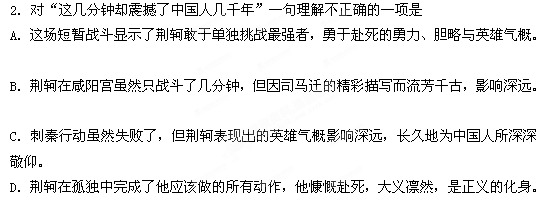 2. 对“这几分钟却震撼了中国人几千年”一句理解不正确的一项是
A. 这场短暂战斗显示了荆轲敢于单独挑战最强者，勇于赴死的勇力、胆略与英雄气概。
B. 荆轲在咸阳宫虽然只战斗了几分钟，但因司马迁的精彩描写而流芳千古，影响深远。
C. 刺秦行动虽然失败了，但荆轲表现出的英雄气概影响深远，长久地为中国人所深深
敬仰。
D. 荆轲在孤独中完成了他应该做的所有动作，他慷慨赴死，大义凛然，是正义的化身。